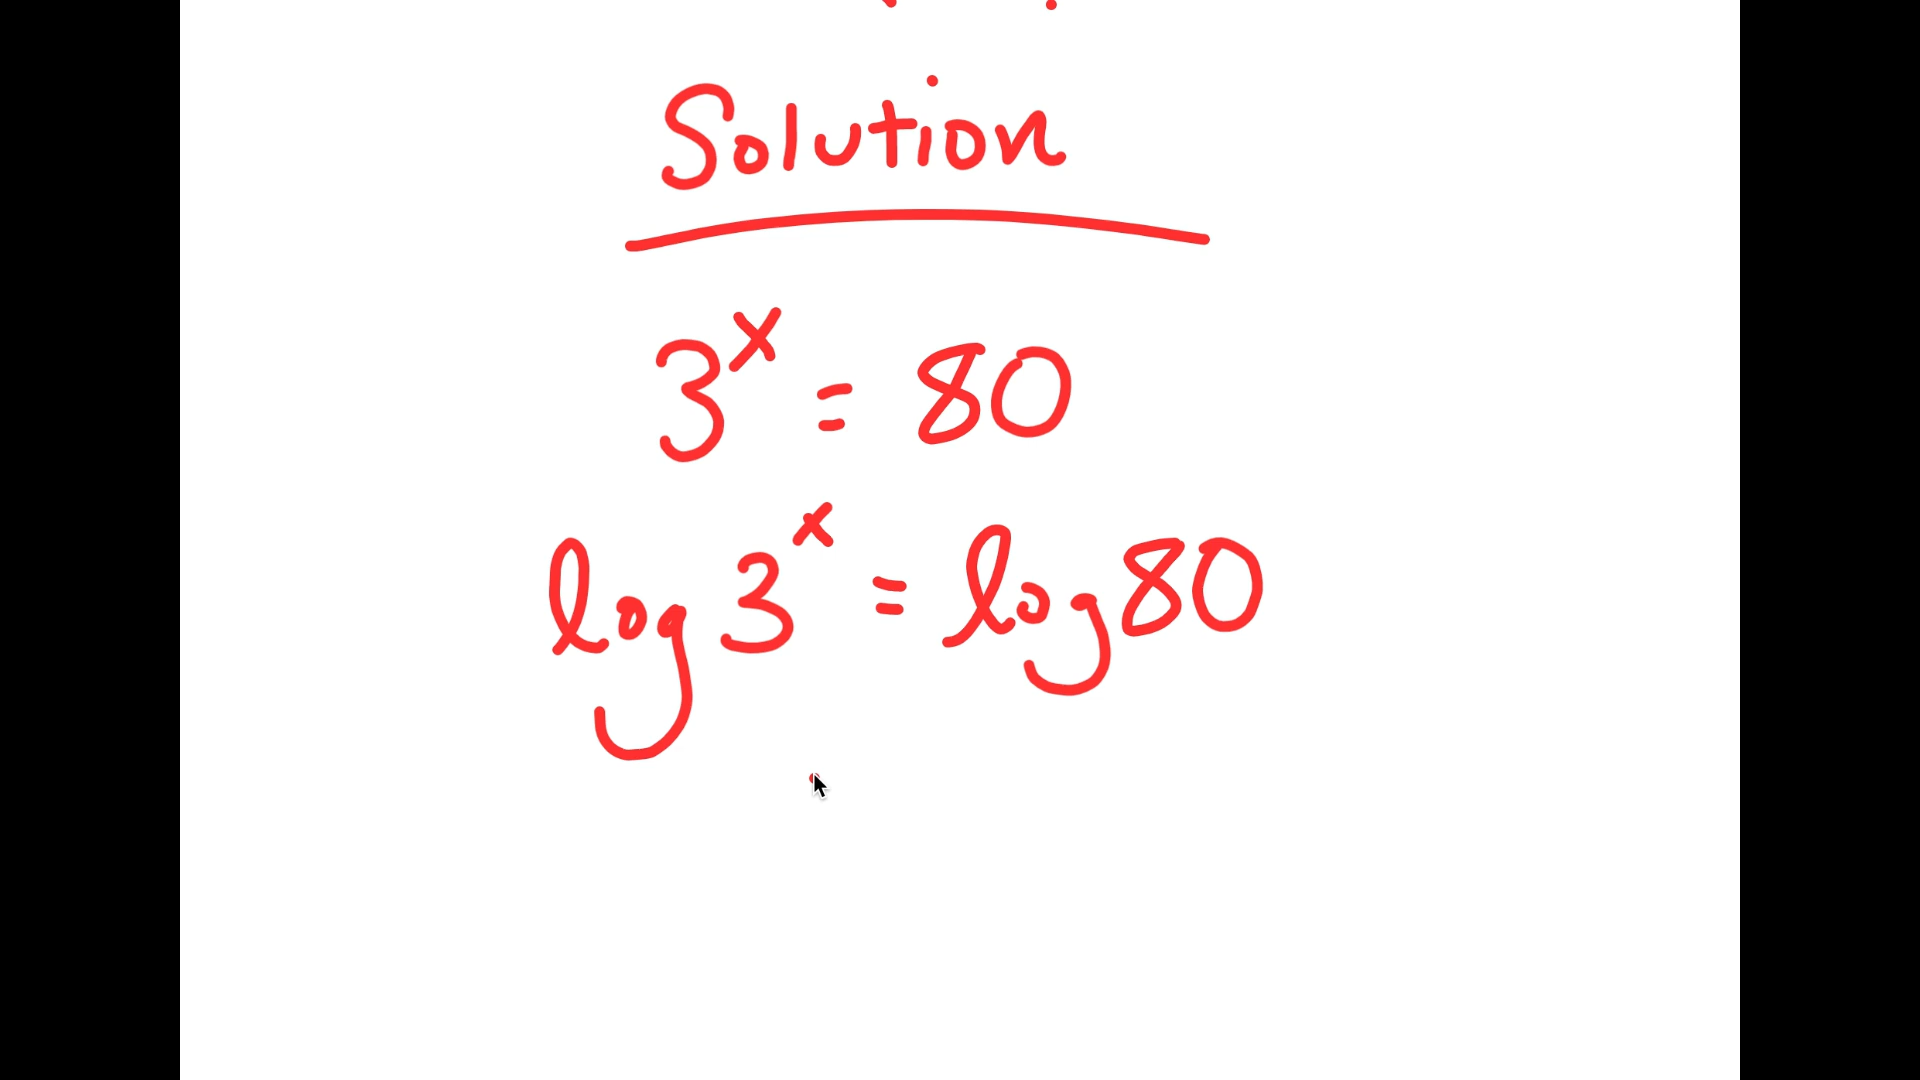 Solution
3^x = 80
log 3^x = log 80